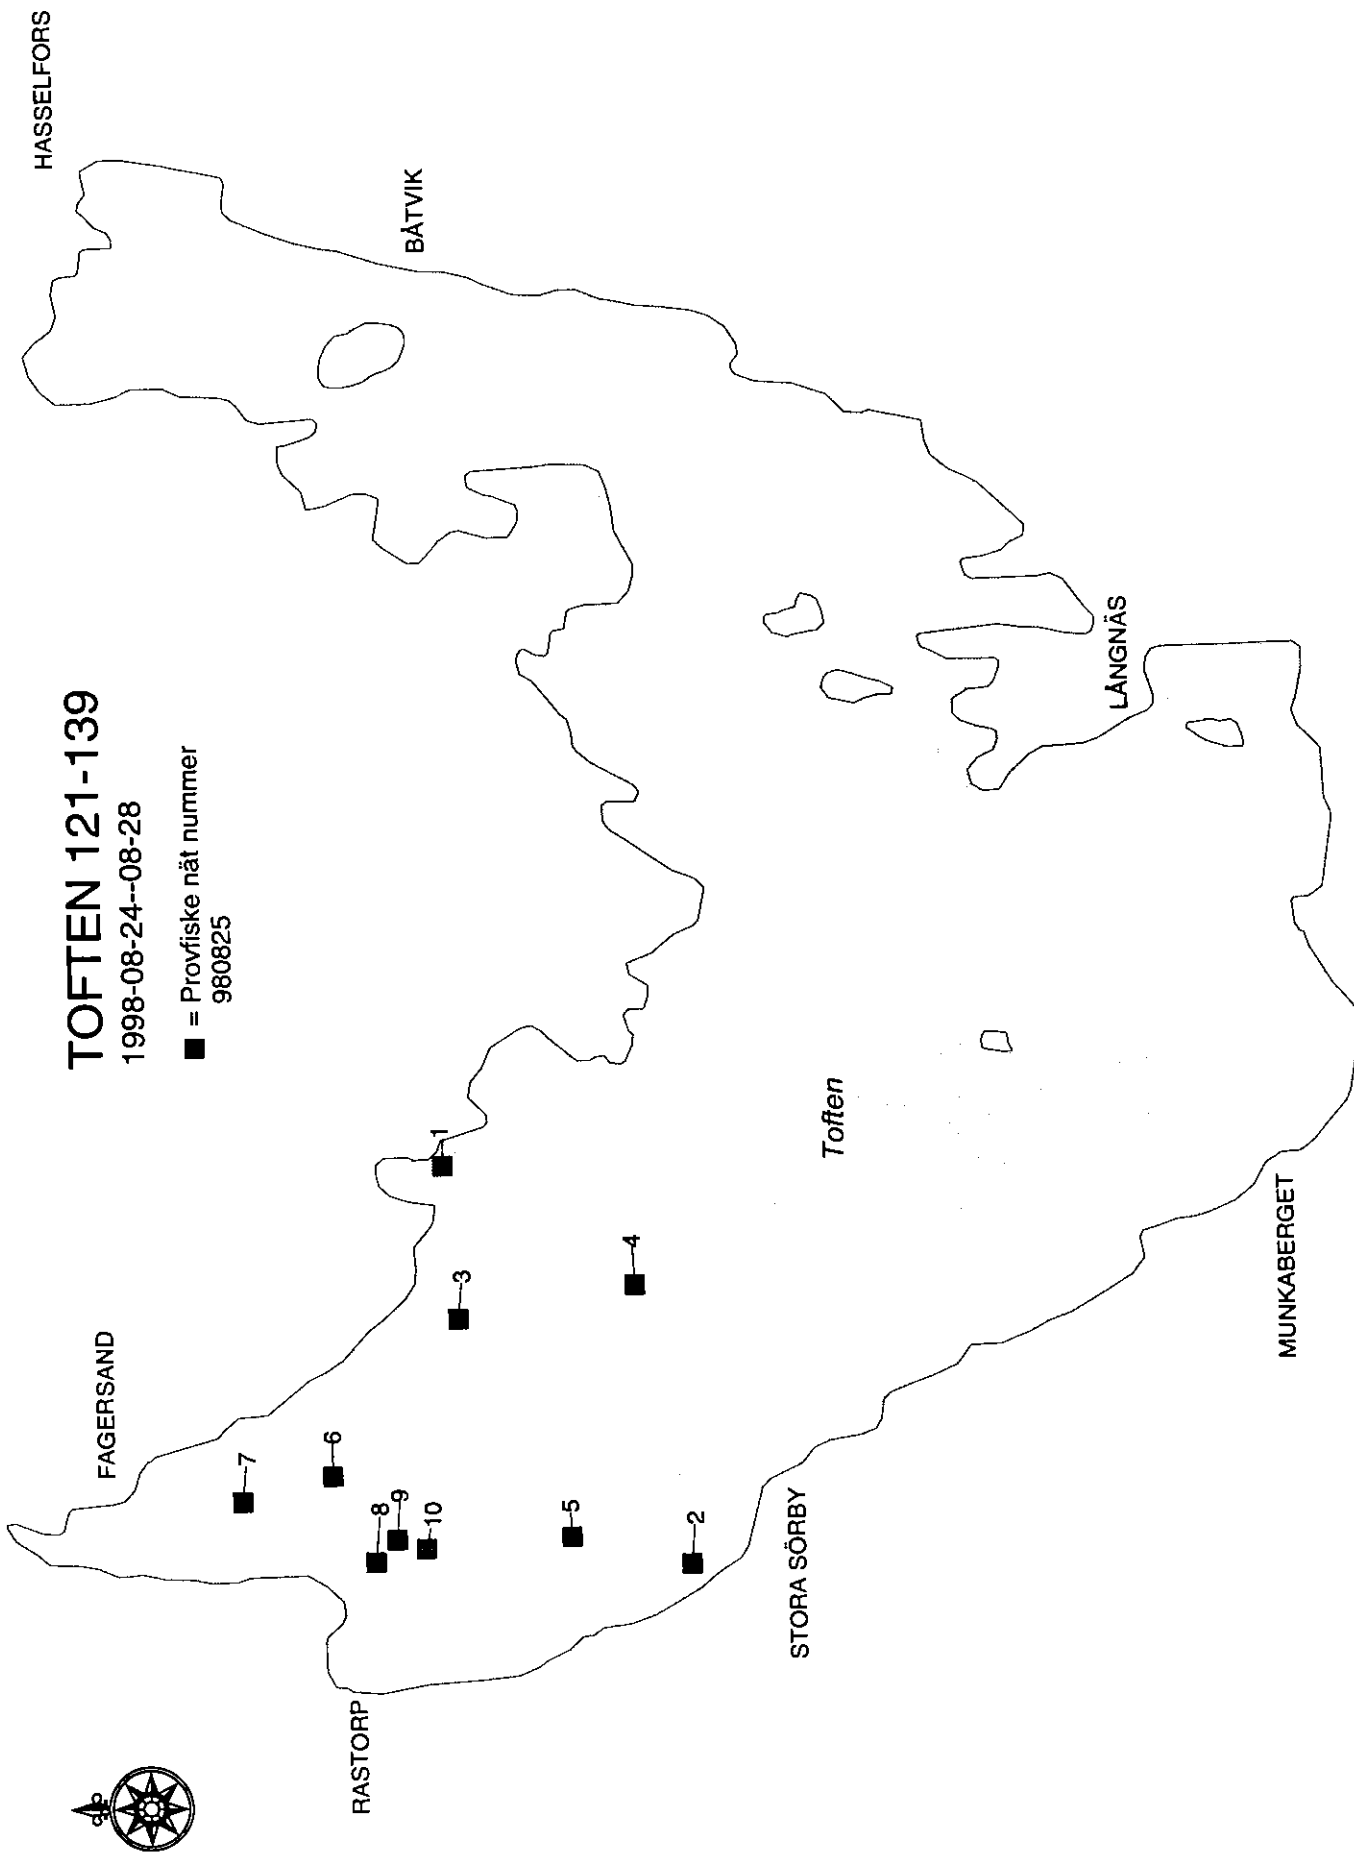 TOFTEN 121-139
1998-08-24--08-28
■ = Provfiske nät nummer
980825
HASSELFORS
FAGERSAND
BÅTVIK
RASTORP
7
6
8
9
10
1
3
5
4
2
STORA SÖRBY
Toften
LÅNGNÄS
MUNKABERGET